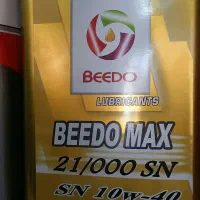 BEEDO
LUBRICANTS
BEEDO MAX
21/000 SN
SN 10W-40